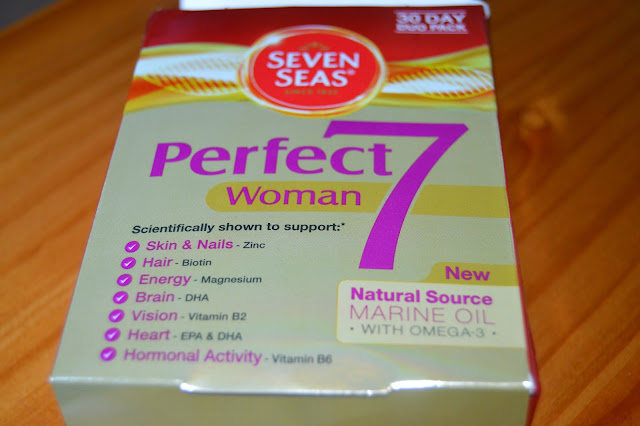 30 DAY
DUO PACK
SEVEN
SEAS®
SINCE 1935
Perfect 7
Woman
Scientifically shown to support:*
Skin & Nails - Zinc
Hair - Biotin
Energy - Magnesium
Brain - DHA
Vision - Vitamin B2
Heart - EPA & DHA
Hormonal Activity - Vitamin B6
New
Natural Source
MARINE OIL
• WITH OMEGA-3 •